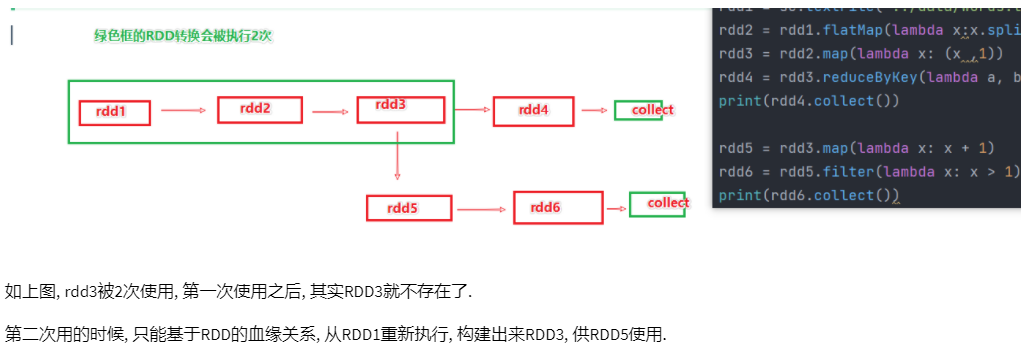 绿色框的RDD转换会被执行2次
rdd1
rdd2
rdd3
rdd4
collect
rdd5
rdd6
collect
rdd2 = rdd1.flatMap(lambda x:x.spli
rdd3 = rdd2.map(lambda x: (x ,1))
rdd4 = rdd3.reduceByKey(lambda a, b
print(rdd4.collect())
rdd5 = rdd3.map(lambda x: x + 1)
rdd6 = rdd5.filter(lambda x: x > 1)
print(rdd6.collect())
如上图, rdd3被2次使用, 第一次使用之后, 其实RDD3就不存在了.
第二次用的时候, 只能基于RDD的血缘关系, 从RDD1重新执行, 构建出来RDD3, 供RDD5使用.